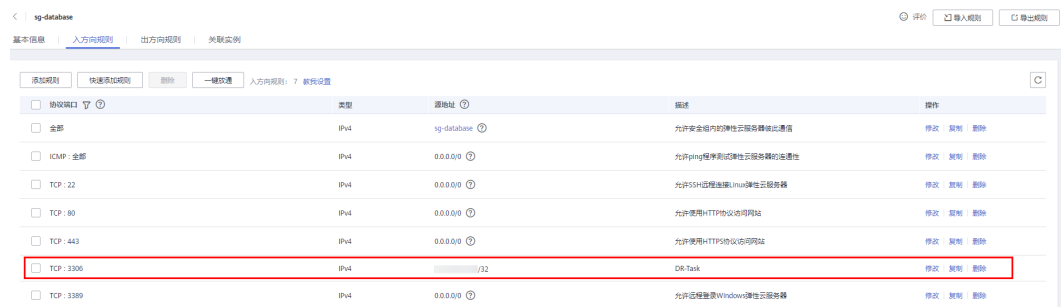 sg-database 评价 导入规则 导出规则
基本信息 入方向规则 出方向规则 关联实例
添加规则 快速添加规则 删除 一键放通 入方向规则: 7 教我设置
协议端口 类型 源地址 描述 操作
全部 IPv4 sg-database 允许安全组内的弹性云服务器彼此通信 修改 复制 删除
ICMP : 全部 IPv4 0.0.0.0/0 允许ping程序测试弹性云服务器的连通性 修改 复制 删除
TCP : 22 IPv4 0.0.0.0/0 允许SSH远程连接Linux弹性云服务器 修改 复制 删除
TCP : 80 IPv4 0.0.0.0/0 允许使用HTTP协议访问网站 修改 复制 删除
TCP : 443 IPv4 0.0.0.0/0 允许使用HTTPS协议访问网站 修改 复制 删除
TCP : 3306 IPv4 /32 DR-Task 修改 复制 删除
TCP : 3389 IPv4 0.0.0.0/0 允许远程登录Windows弹性云服务器 修改 复制 删除